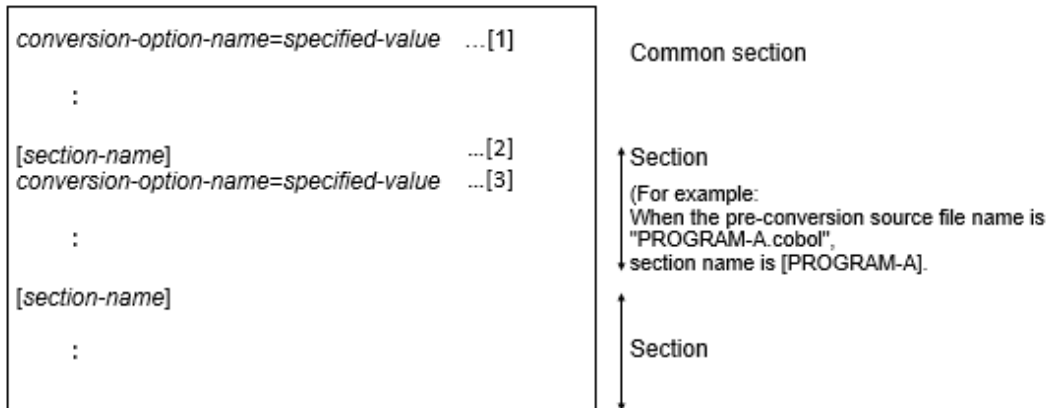 conversion-option-name=specified-value ...[1]
Common section
:
[section-name] ...[2]
Section
conversion-option-name=specified-value ...[3]
(For example:
When the pre-conversion source file name is
"PROGRAM-A.cobol",
section name is [PROGRAM-A].
:
[section-name]
:
Section